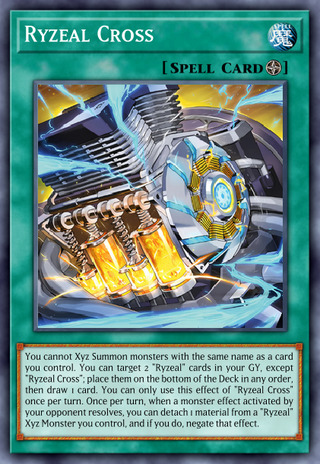 Ryzeal Cross
魔
[Spell Card]
You cannot Xyz Summon monsters with the same name as a card
you control. You can target 2 "Ryzeal" cards in your GY, except
"Ryzeal Cross"; place them on the bottom of the Deck in any order,
then draw 1 card. You can only use this effect of "Ryzeal Cross"
once per turn. Once per turn, when a monster effect activated by
your opponent resolves, you can detach 1 material from a "Ryzeal"
Xyz Monster you control, and if you do, negate that effect.